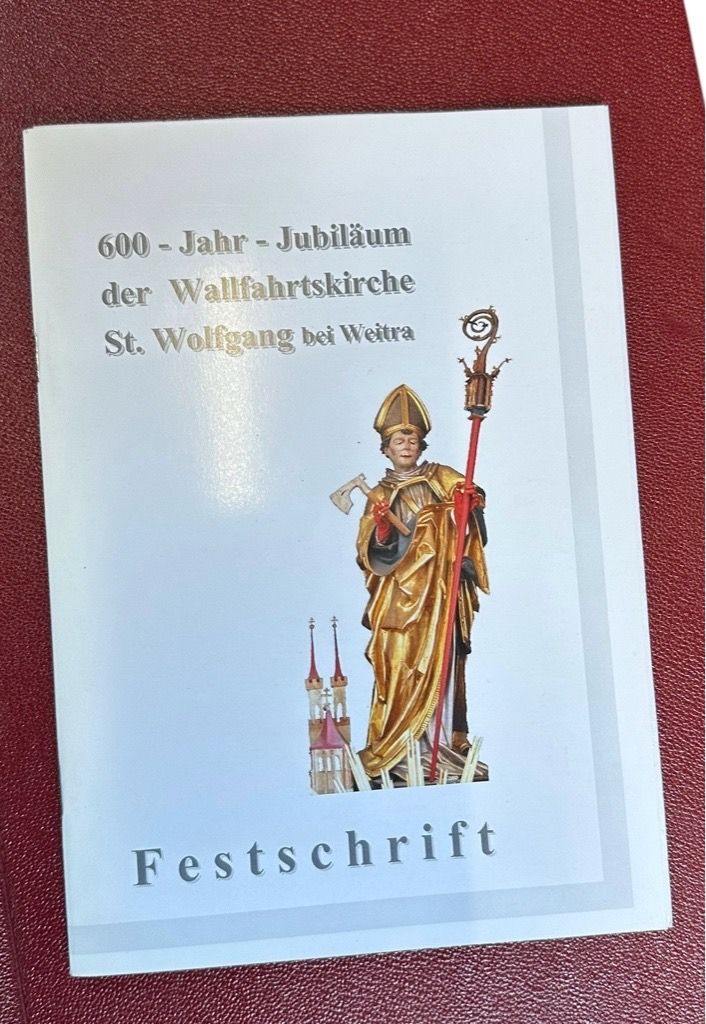 600 - Jahr - Jubiläum
der Wallfahrtskirche
St. Wolfgang bei Weitra
Festschrift